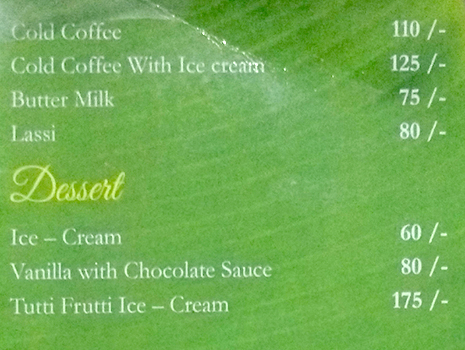 Cold Coffee 110 /-
Cold Coffee With Ice cream 125 /-
Butter Milk 75 /-
Lassi 80 /-
Dessert
Ice – Cream 60 /-
Vanilla with Chocolate Sauce 80 /-
Tutti Frutti Ice – Cream 175 /-